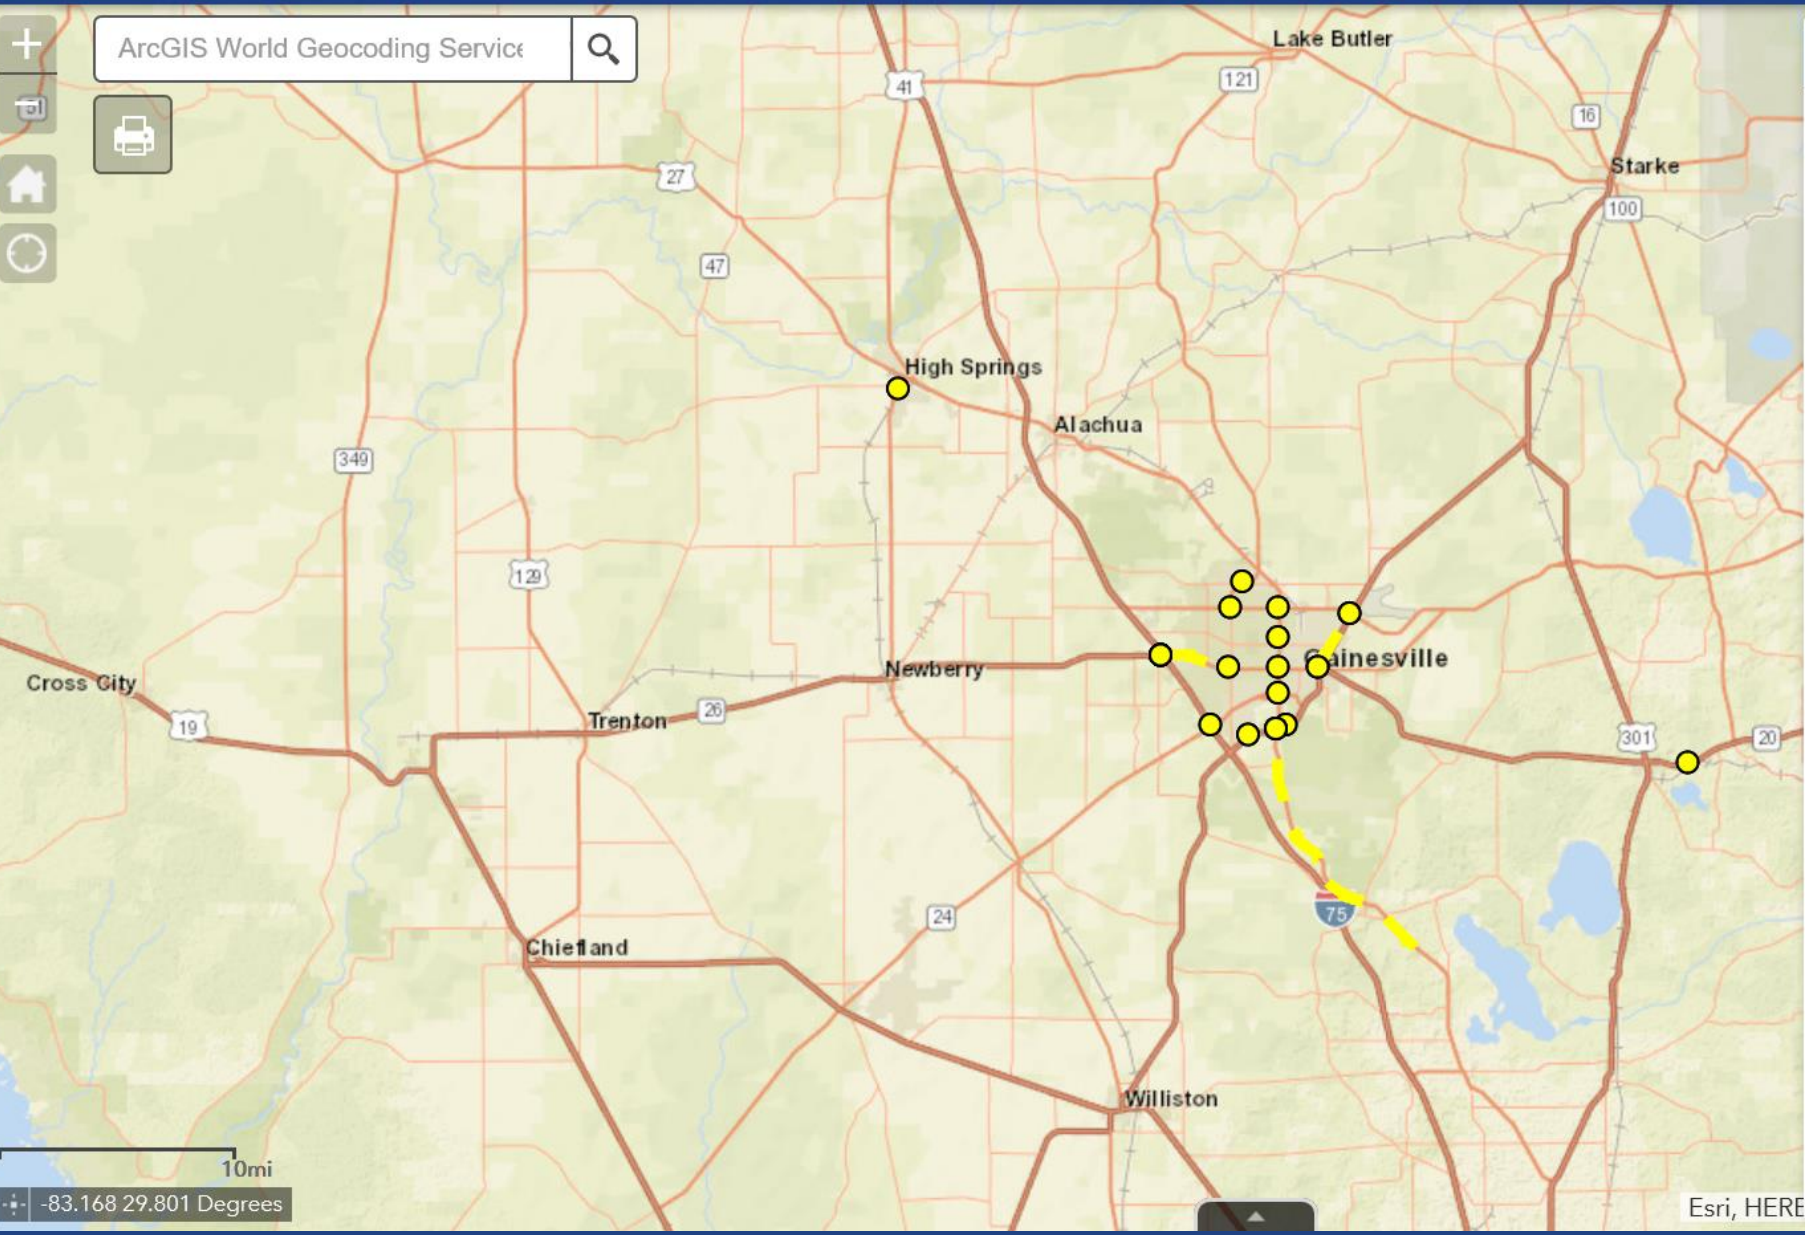 ArcGIS World Geocoding Service
Lake Butler
41
121
51
16
Starke
27
100
47
High Springs
Alachua
349
129
Gainesville
Newberry
Cross City
26
Trenton
19
301
20
75
24
Chiefland
Williston
10mi
-83.168 29.801 Degrees
Esri, HERE